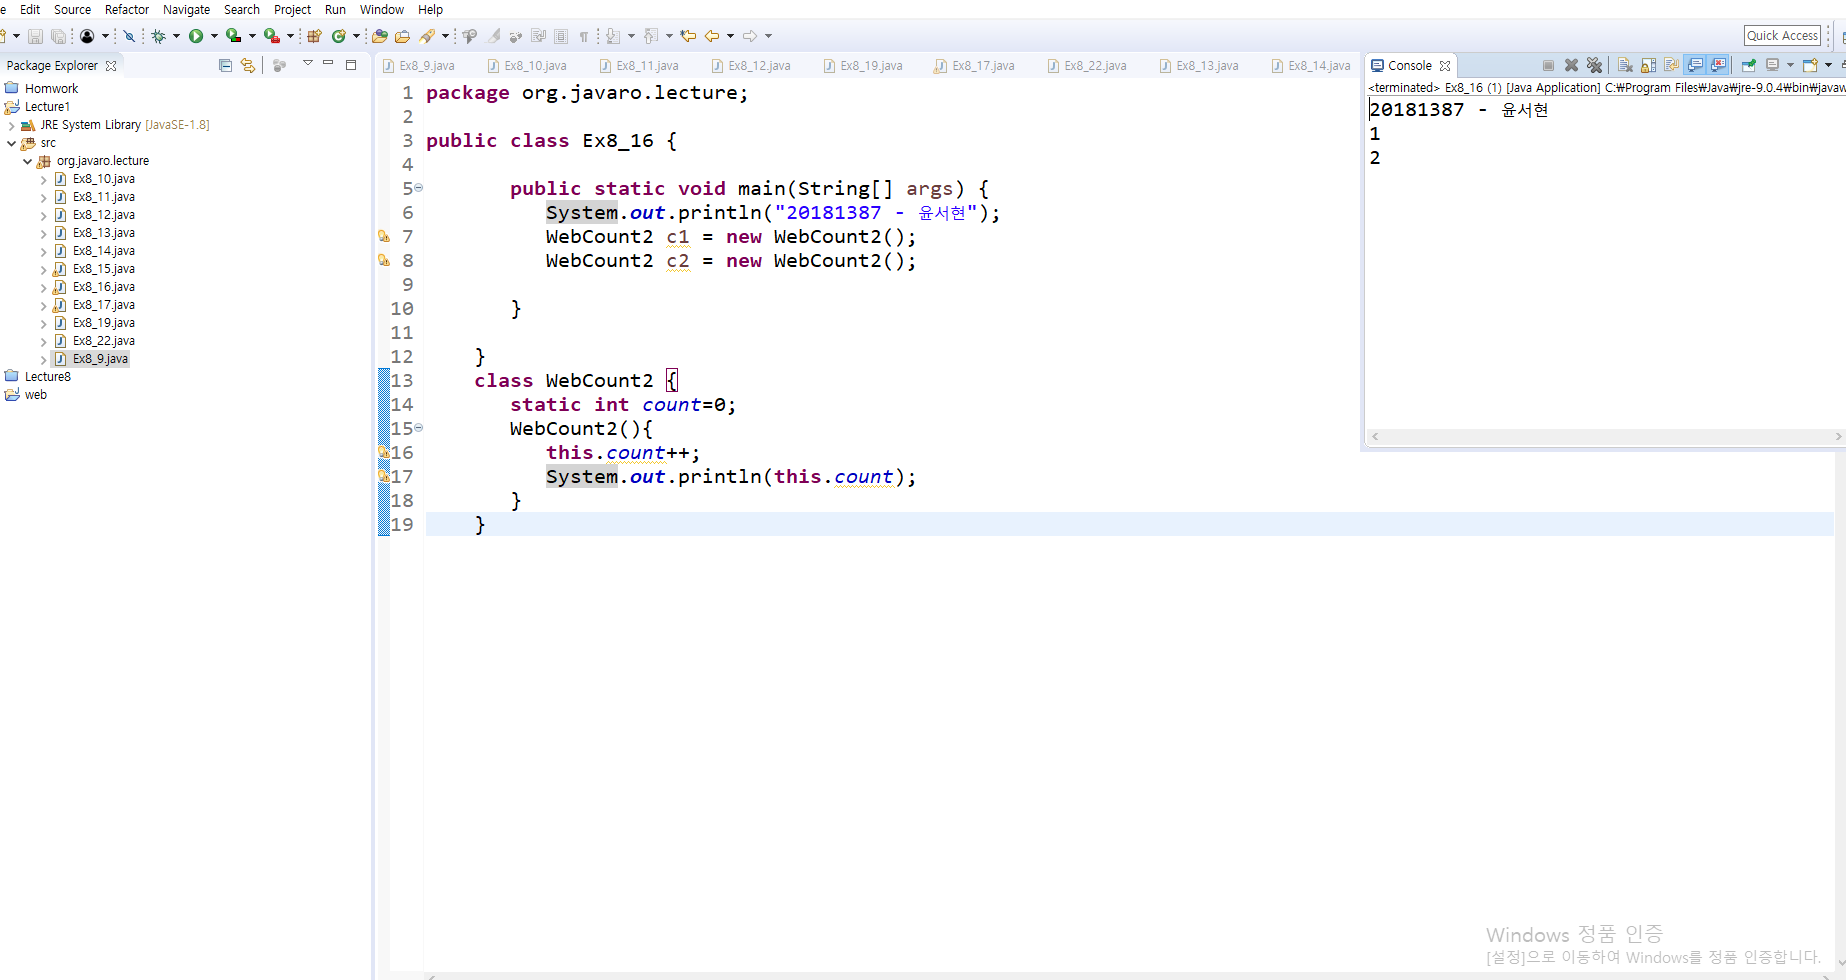 Edit Source Refactor Navigate Search Project Run Window Help
Quick Access
Package Explorer
Homwork
Lecture1
JRE System Library [JavaSE-1.8]
src
org.javaro.lecture
Ex8_10.java
Ex8_11.java
Ex8_12.java
Ex8_13.java
Ex8_14.java
Ex8_15.java
Ex8_16.java
Ex8_17.java
Ex8_19.java
Ex8_22.java
Ex8_9.java
Lecture8
web
Ex8_9.java Ex8_10.java Ex8_11.java Ex8_12.java Ex8_19.java Ex8_17.java Ex8_22.java Ex8_13.java Ex8_14.java
1 package org.javaro.lecture;
2
3 public class Ex8_16 {
4
5 public static void main(String[] args) {
6 System.out.println("20181387 - 윤서현");
7 WebCount2 c1 = new WebCount2();
8 WebCount2 c2 = new WebCount2();
9
10 }
11
12 }
13 class WebCount2 {
14 static int count=0;
15 WebCount2(){
16 this.count++;
17 System.out.println(this.count);
18 }
19 }
Console
<terminated> Ex8_16 (1) [Java Application] C:₩Program Files₩Java₩jre-9.0.4₩bin₩javaw
20181387 - 윤서현
1
2
Windows 정품 인증
[설정]으로 이동하여 Windows를 정품 인증합니다.